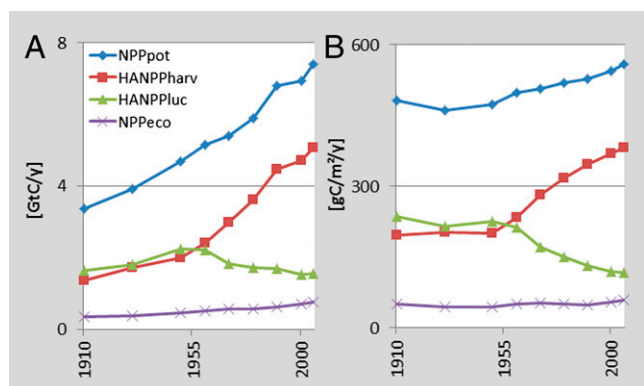 A
8
4
0
[GtC/y]
NPPpot
HANPPharv
HANPPluc
NPPeco
1910
1955
2000
B
600
300
0
[gC/m²/y]
1910
1955
2000